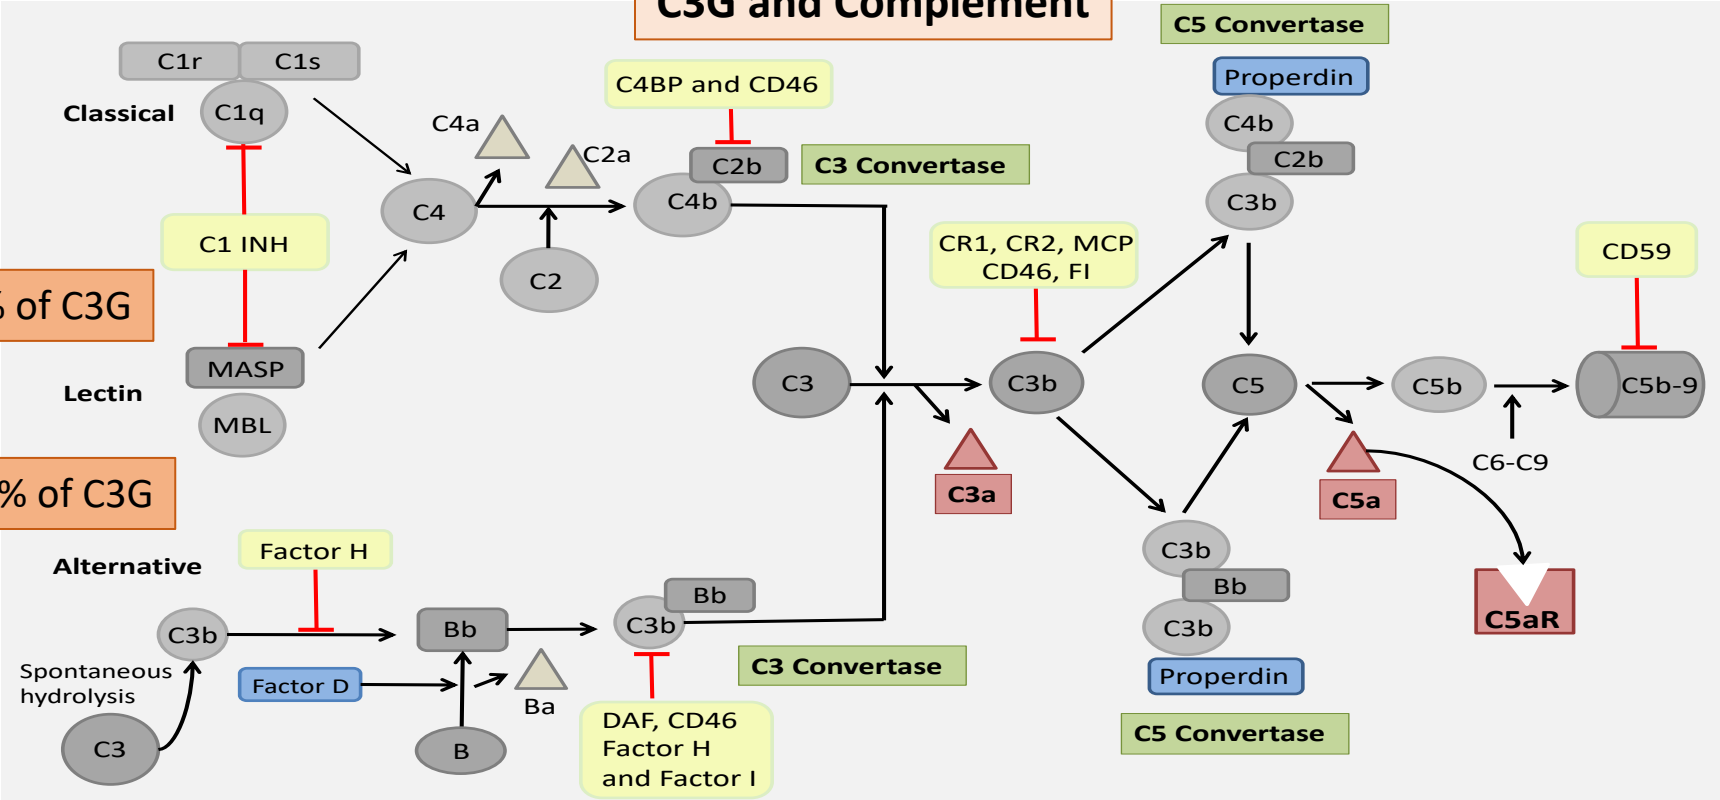 C3G and Complement
C5 Convertase
C1r
C1s
Properdin
C4BP and CD46
Classical
C1q
C4a
C4b
C2a
C2b
C3 Convertase
C2b
C4
C4b
C3b
C1 INH
CR1, CR2, MCP
CD46, FI
CD59
C2
% of C3G
MASP
C3
C3b
C5
C5b
C5b-9
Lectin
MBL
C6-C9
C3a
C5a
% of C3G
Alternative
Factor H
C3b
Bb
Bb
C3b
Bb
C3b
C3b
C5aR
Spontaneous
hydrolysis
Factor D
C3 Convertase
Properdin
Ba
C3
B
DAF, CD46
Factor H
and Factor I
C5 Convertase